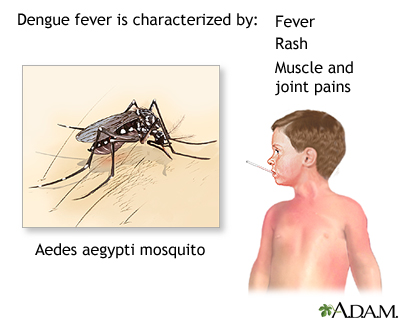 Dengue fever is characterized by:
Fever
Rash
Muscle and
joint pains
Aedes aegypti mosquito
A.D.A.M.